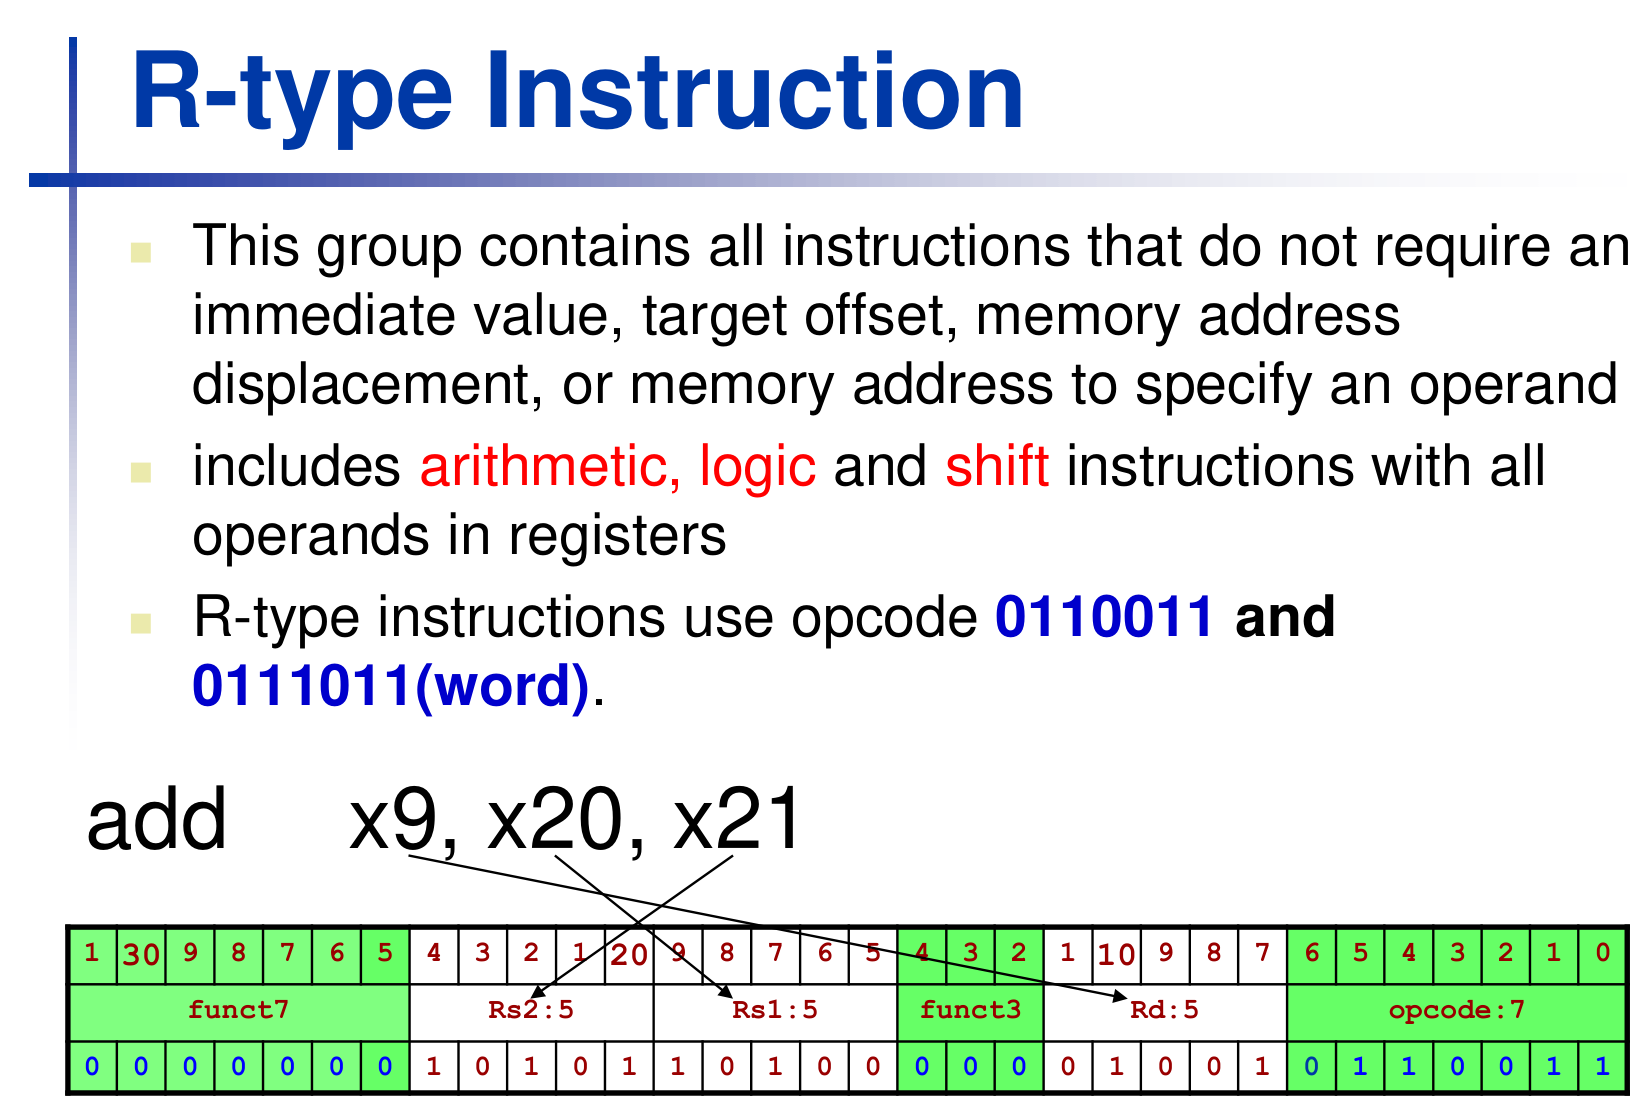 R-type Instruction
This group contains all instructions that do not require an
immediate value, target offset, memory address
displacement, or memory address to specify an operand
includes arithmetic, logic and shift instructions with all
operands in registers
R-type instructions use opcode 0110011 and
0111011(word).
add x9, x20, x21
1 30 9 8 7 6 5 4 3 2 1 20 9 8 7 6 5 4 3 2 1 10 9 8 7 6 5 4 3 2 1 0
funct7 Rs2:5 Rs1:5 funct3 Rd:5 opcode:7
0 0 0 0 0 0 0 1 0 1 0 1 1 0 1 0 0 0 0 0 0 1 0 0 1 0 1 1 0 0 1 1